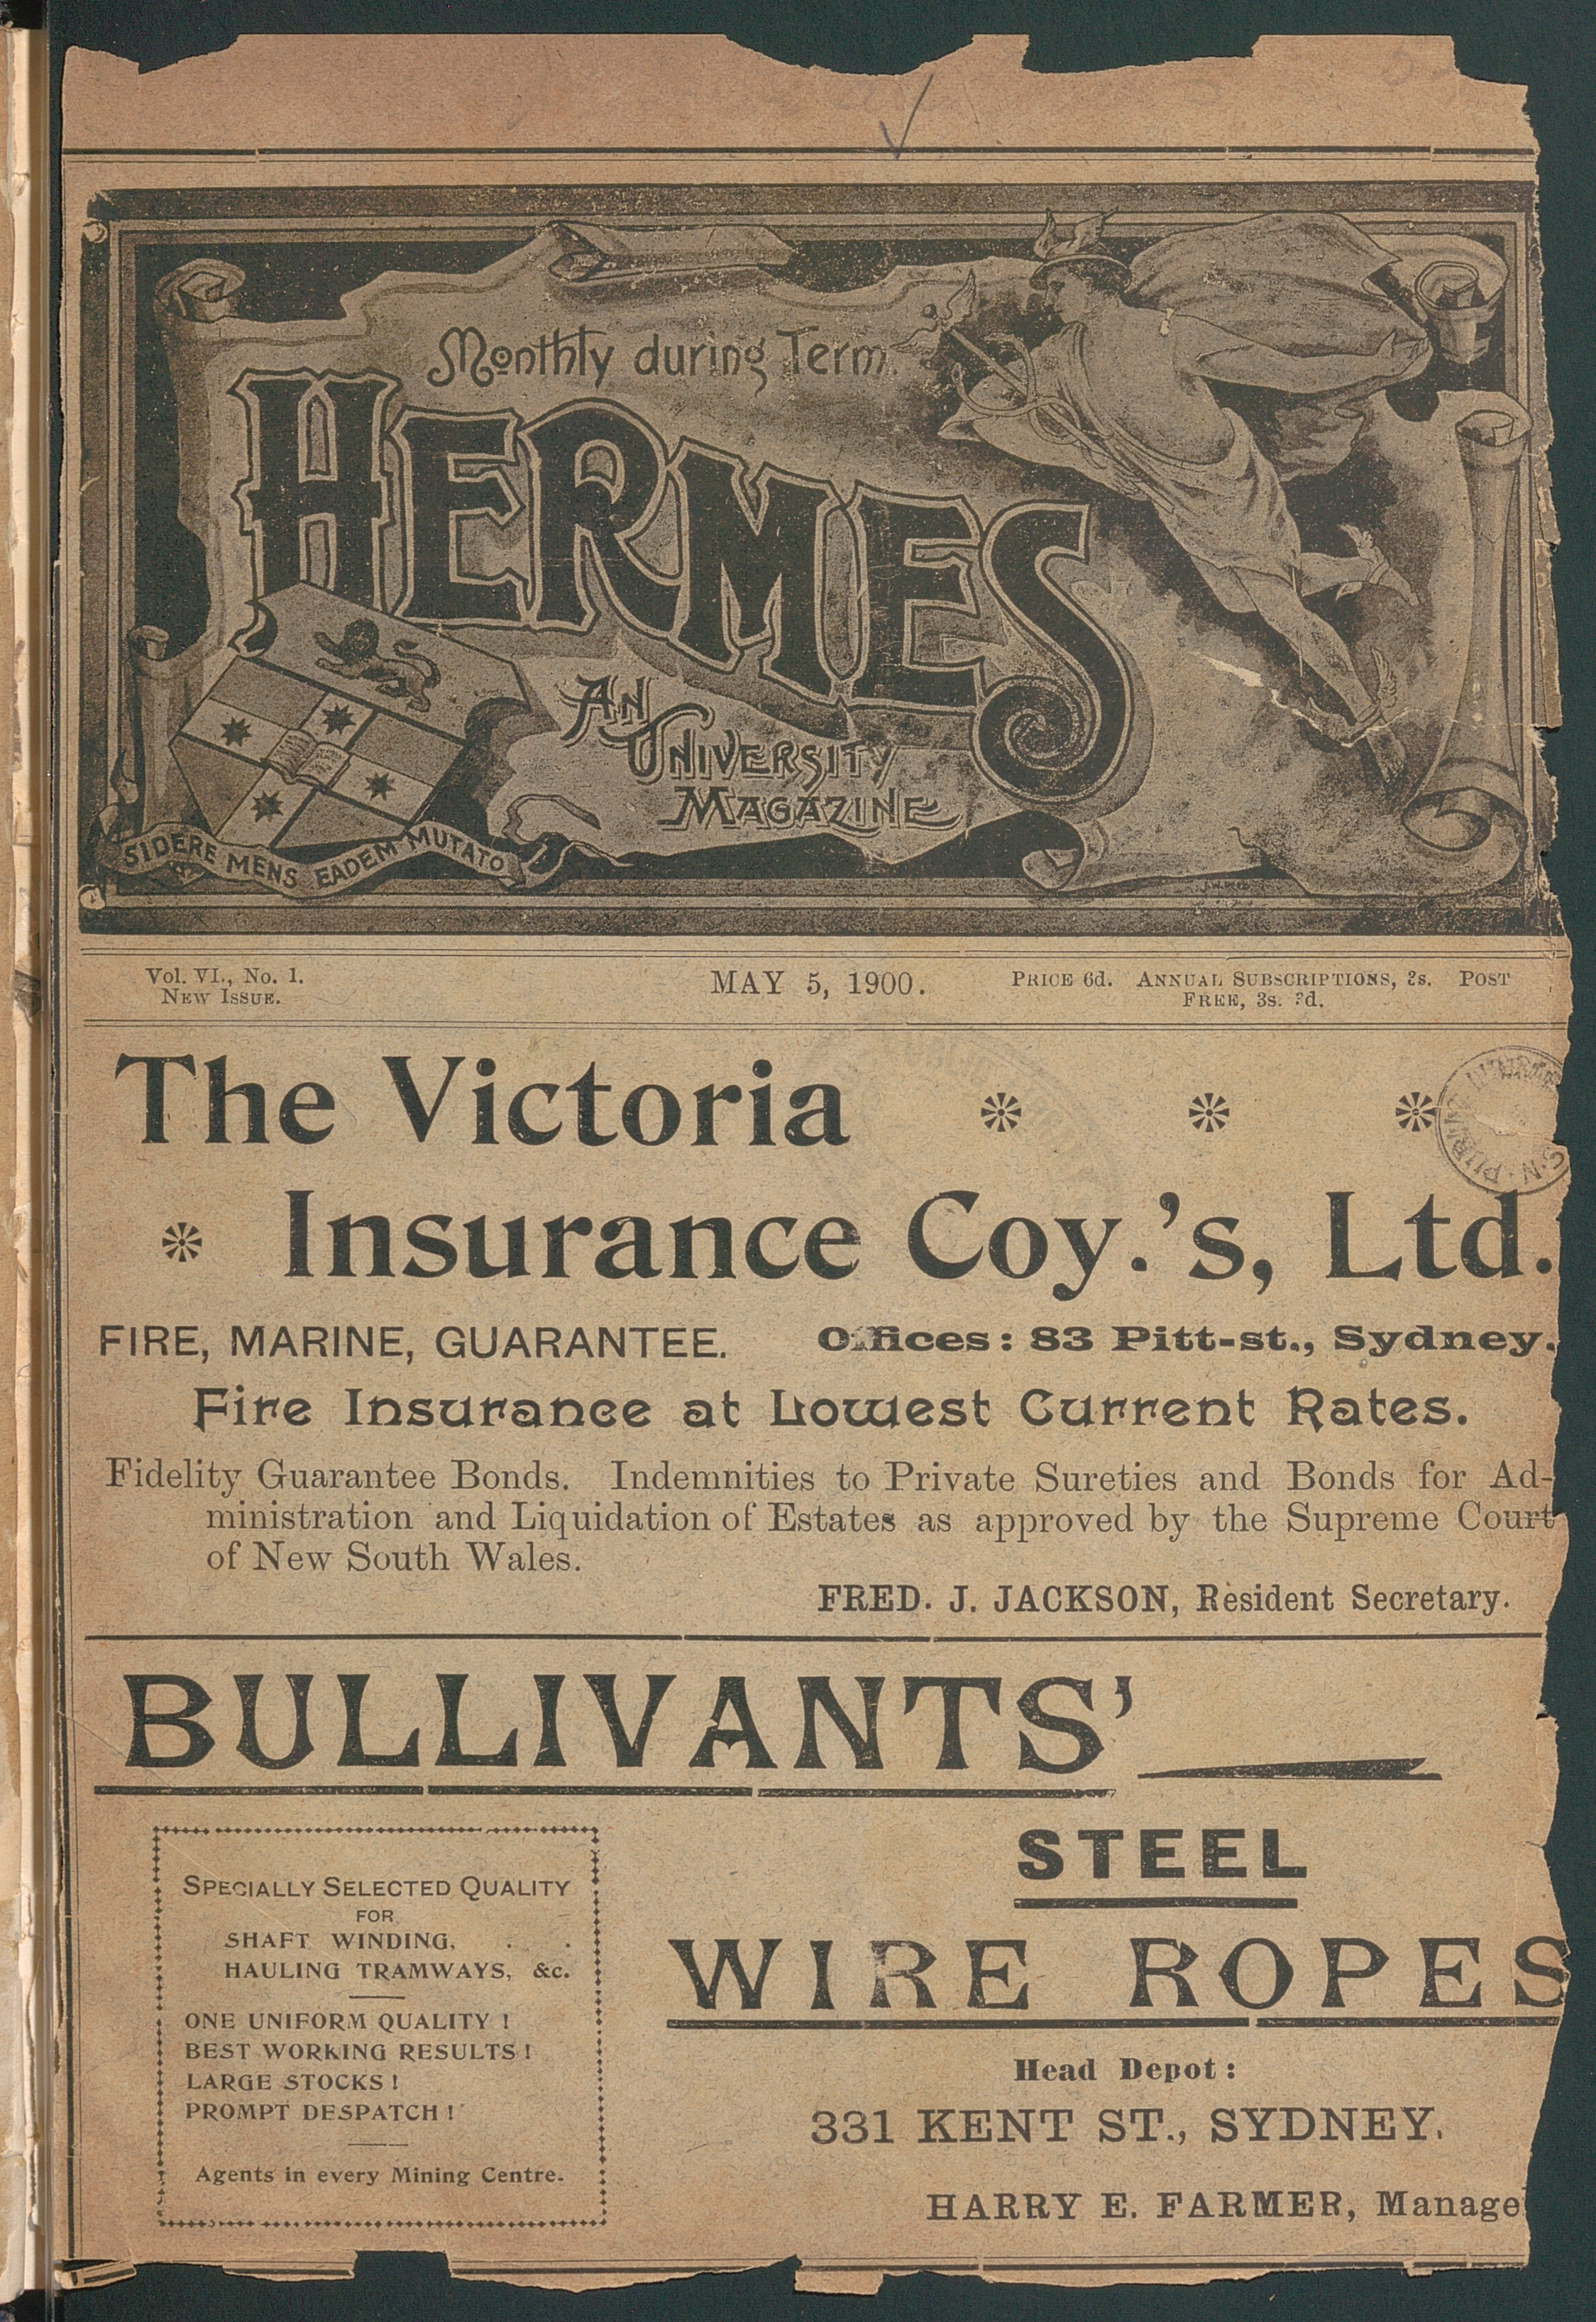 Monthly during Term.
HERMES
AN
UNIVERSITY
MAGAZINE
SIDERE MENS EADEM MUTATO
Vol. VI., No. 1.
NEW ISSUE.
MAY 5, 1900.
PRICE 6d. ANNUAL SUBSCRIPTIONS, 2s. POST
FREE, 3s. d.
The Victoria
Insurance Coy.'s, Ltd.
FIRE, MARINE, GUARANTEE. Offices: 83 Pitt-st., Sydney.
Fire Insurance at Lowest Current Rates.
Fidelity Guarantee Bonds. Indemnities to Private Sureties and Bonds for Ad-
ministration and Liquidation of Estates as approved by the Supreme Court
of New South Wales.
FRED. J. JACKSON, Resident Secretary.
BULLIVANTS'
SPECIALLY SELECTED QUALITY
FOR
SHAFT WINDING, . .
HAULING TRAMWAYS, &c.
ONE UNIFORM QUALITY!
BEST WORKING RESULTS!
LARGE STOCKS!
PROMPT DESPATCH!
Agents in every Mining Centre.
STEEL
WIRE ROPES
Head Depot:
331 KENT ST., SYDNEY.
HARRY E. FARMER, Manage